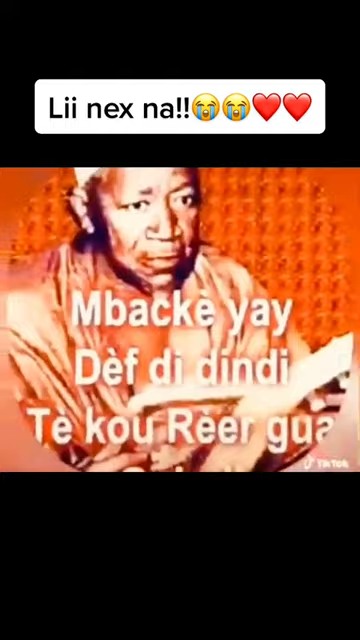 Lii nex na!!😭😭❤️❤️
Mbackè yay
Dèf di dindi
Tè kou Rèer gua
TikTok